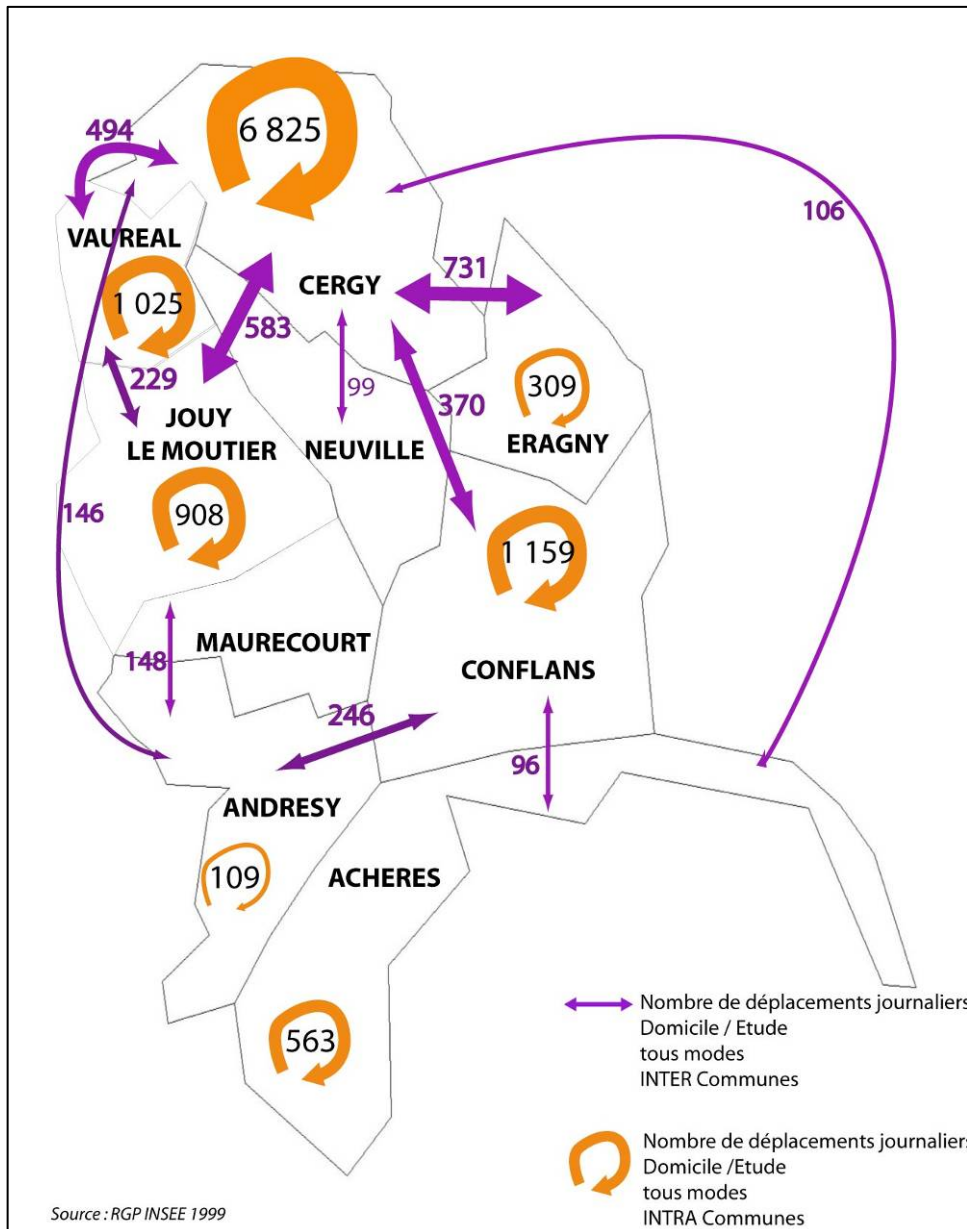 6 825
494
106
VAUREAL
731
CERGY
1 025
583
229
99
309
370
JOUY
LE MOUTIER
NEUVILLE
ERAGNY
146
908
1 159
MAURECOURT
148
CONFLANS
246
96
ANDRESY
109
ACHERES
563
Nombre de déplacements journaliers
Domicile / Etude
tous modes
INTER Communes
Nombre de déplacements journaliers
Domicile /Etude
tous modes
INTRA Communes
Source : RGP INSEE 1999